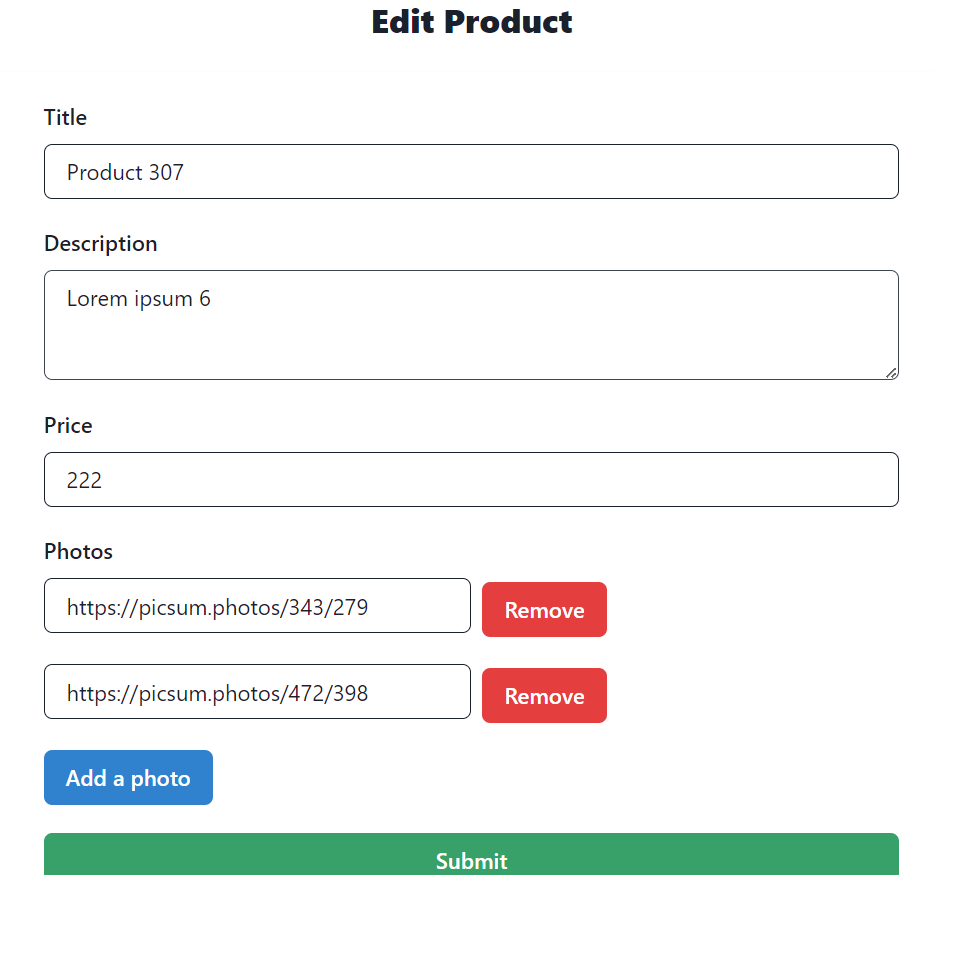 Edit Product
Title
Product 307
Description
Lorem ipsum 6
Price
222
Photos
https://picsum.photos/343/279
Remove
https://picsum.photos/472/398
Remove
Add a photo
Submit